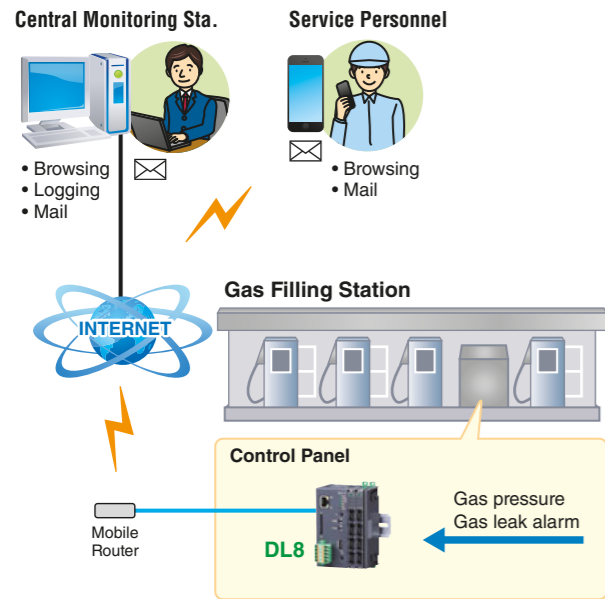 Central Monitoring Sta.
Service Personnel
• Browsing
• Logging
• Mail
• Browsing
• Mail
INTERNET
Gas Filling Station
Control Panel
Mobile
Router
DL8
Gas pressure
Gas leak alarm